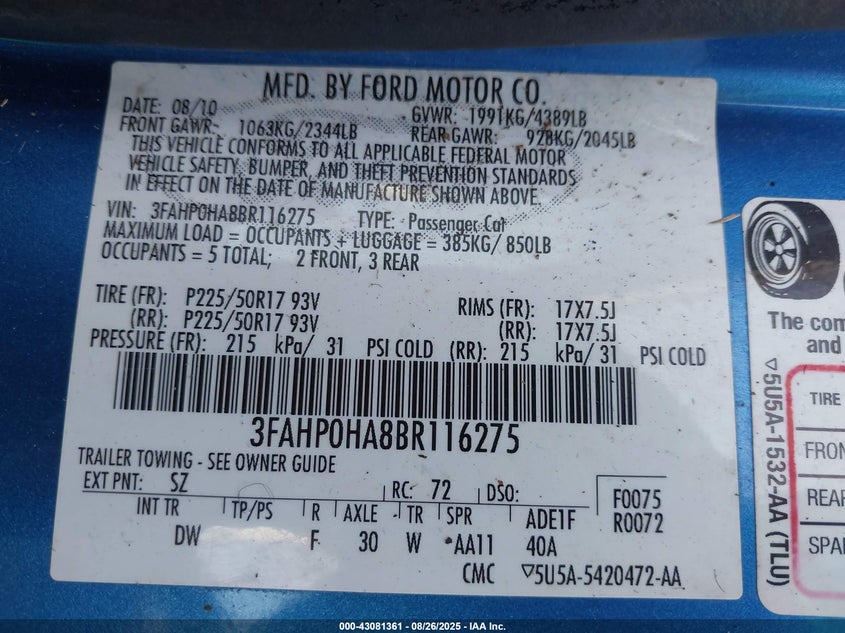 MFD. BY FORD MOTOR CO.
DATE: 08/10 GVWR: 1991KG/4389LB
FRONT GAWR: 1063KG/2344LB REAR GAWR: 928KG/2045LB
THIS VEHICLE CONFORMS TO ALL APPLICABLE FEDERAL MOTOR
VEHICLE SAFETY, BUMPER, AND THEFT PREVENTION STANDARDS
IN EFFECT ON THE DATE OF MANUFACTURE SHOWN ABOVE.
VIN: 3FAHP0HA8BR116275 TYPE: Passenger Car
MAXIMUM LOAD = OCCUPANTS + LUGGAGE = 385KG/ 850LB
OCCUPANTS = 5 TOTAL; 2 FRONT, 3 REAR
TIRE (FR): P225/50R17 93V RIMS (FR): 17X7.5J
(RR): P225/50R17 93V (RR): 17X7.5J
PRESSURE (FR): 215 kPa/ 31 PSI COLD (RR): 215 kPa/ 31 PSI COLD
3FAHP0HA8BR116275
TRAILER TOWING - SEE OWNER GUIDE
EXT PNT: SZ RC: 72 DSO: F0075
INT TR TP/PS R AXLE TR SPR ADE1F R0072
DW F 30 W AA11 40A
CMC ▽5U5A-5420472-AA
The com
and
▽5U5A-1532-AA (TLU)
TIRE
FRON
REAR
SPAR
000-43081361 - 08/26/2025 - IAA Inc.